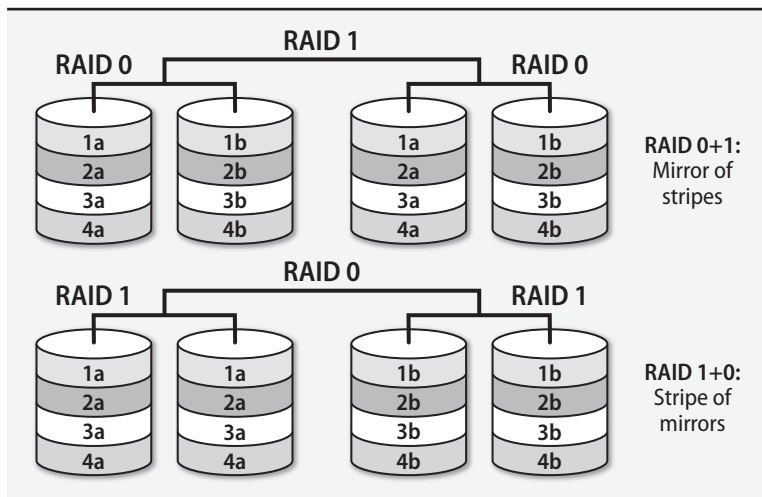 RAID 1
RAID 0 RAID 0
1a 1b 1a 1b
2a 2b 2a 2b
3a 3b 3a 3b
4a 4b 4a 4b
RAID 0+1:
Mirror of
stripes
RAID 0
RAID 1 RAID 1
1a 1a 1b 1b
2a 2a 2b 2b
3a 3a 3b 3b
4a 4a 4b 4b
RAID 1+0:
Stripe of
mirrors